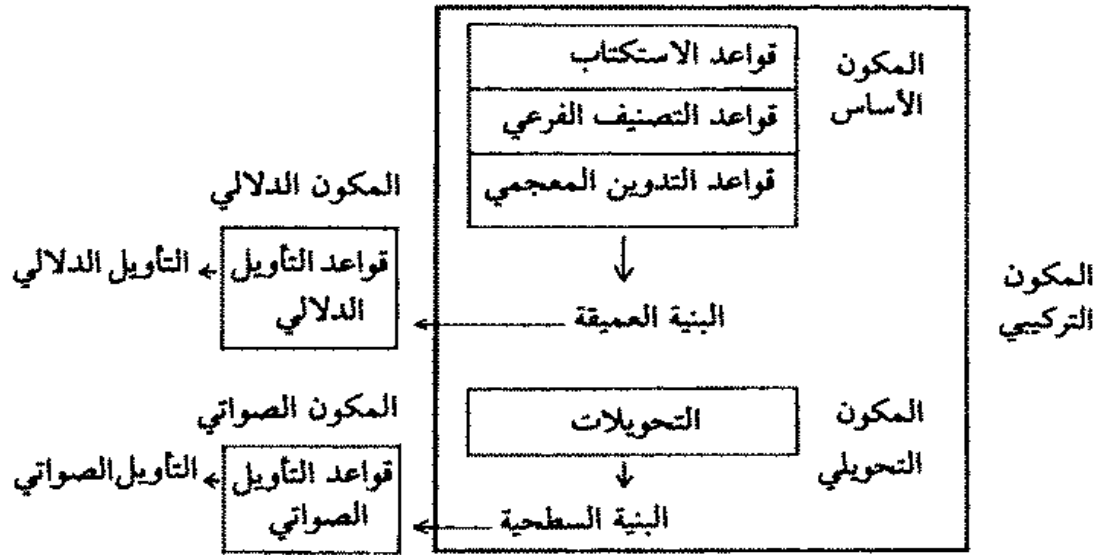 المكون
الأساس
قواعد الاستكتاب
قواعد التصنيف الفرعي
قواعد التدوين المعجمي
المكون
التركيبي
البنية العميقة
المكون الدلالي
قواعد التأويل
الدلالي
التأويل الدلالي
المكون
التحويلي
التحويلات
البنية السطحية
المكون الصواتي
قواعد التأويل
الصواتي
التأويل الصواتي